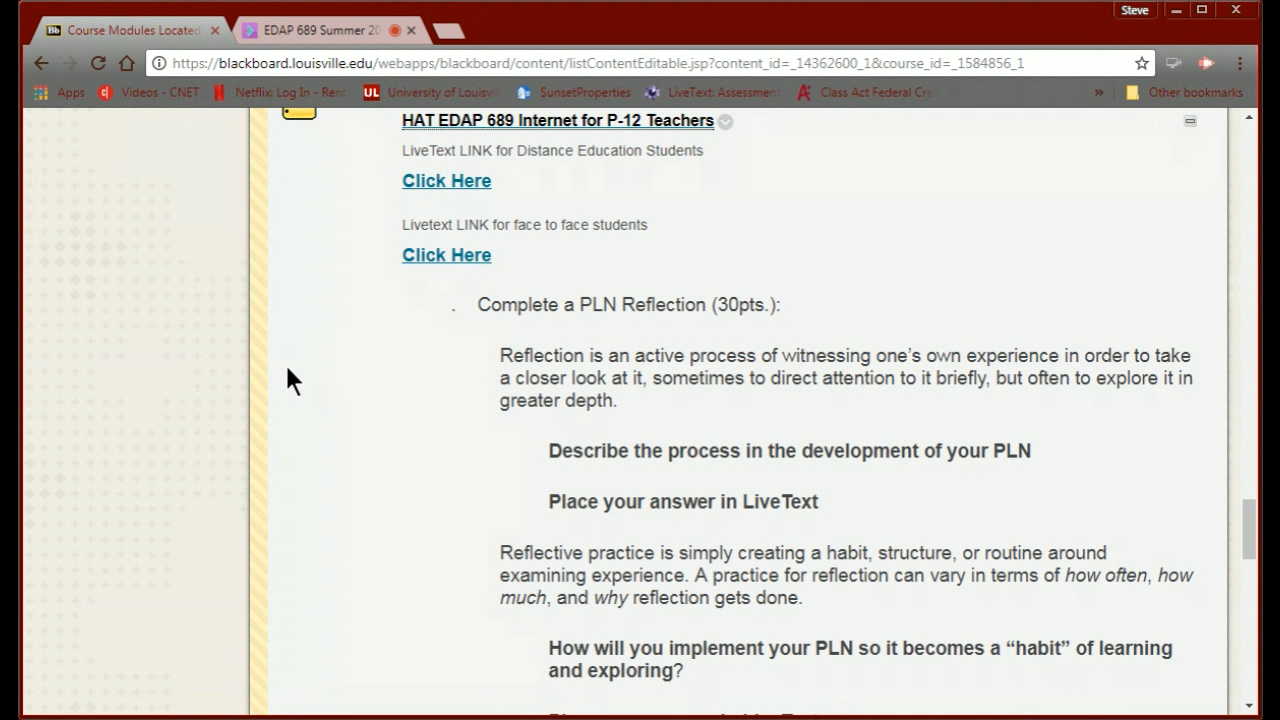 Steve
Bb Course Modules Located
EDAP 689 Summer 20
https://blackboard.louisville.edu/webapps/blackboard/content/listContentEditable.jsp?content_id=_14362600_1&course_id=_1584856_1
Apps Videos - CNET Netflix: Log In - Rent UL University of Louisvill SunsetProperties LiveText: Assessment Class Act Federal Cre » Other bookmarks
HAT EDAP 689 Internet for P-12 Teachers
LiveText LINK for Distance Education Students
Click Here
Livetext LINK for face to face students
Click Here
. Complete a PLN Reflection (30pts.):
Reflection is an active process of witnessing one’s own experience in order to take
a closer look at it, sometimes to direct attention to it briefly, but often to explore it in
greater depth.
Describe the process in the development of your PLN
Place your answer in LiveText
Reflective practice is simply creating a habit, structure, or routine around
examining experience. A practice for reflection can vary in terms of how often, how
much, and why reflection gets done.
How will you implement your PLN so it becomes a “habit” of learning
and exploring?